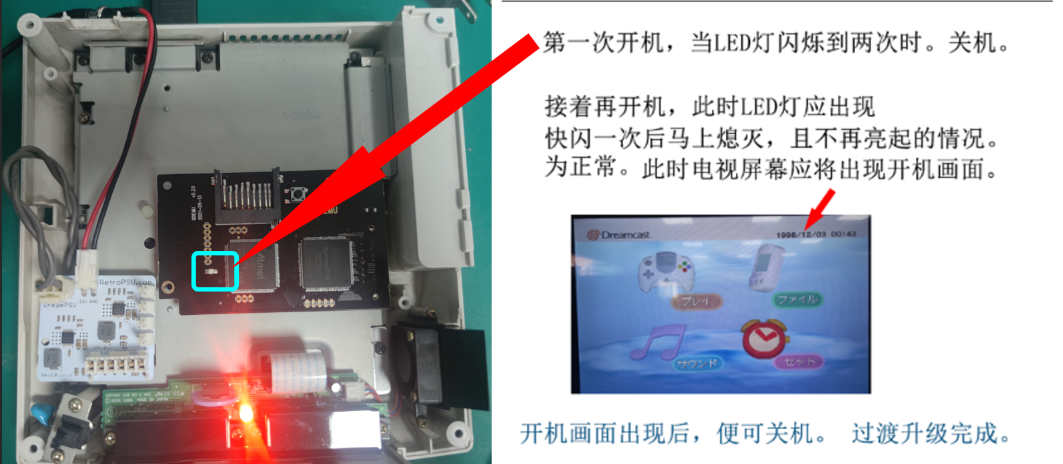 第一次开机，当LED灯闪烁到两次时。关机。
接着再开机，此时LED灯应出现
快闪一次后马上熄灭，且不再亮起的情况。
为正常。此时电视屏幕应将出现开机画面。
Dreamcast
1998/12/03 00:43
プレイ
ファイル
サウンド
セット
开机画面出现后，便可关机。 过渡升级完成。
RetroPSU.com
DreamPSU
GDEMU v5.20